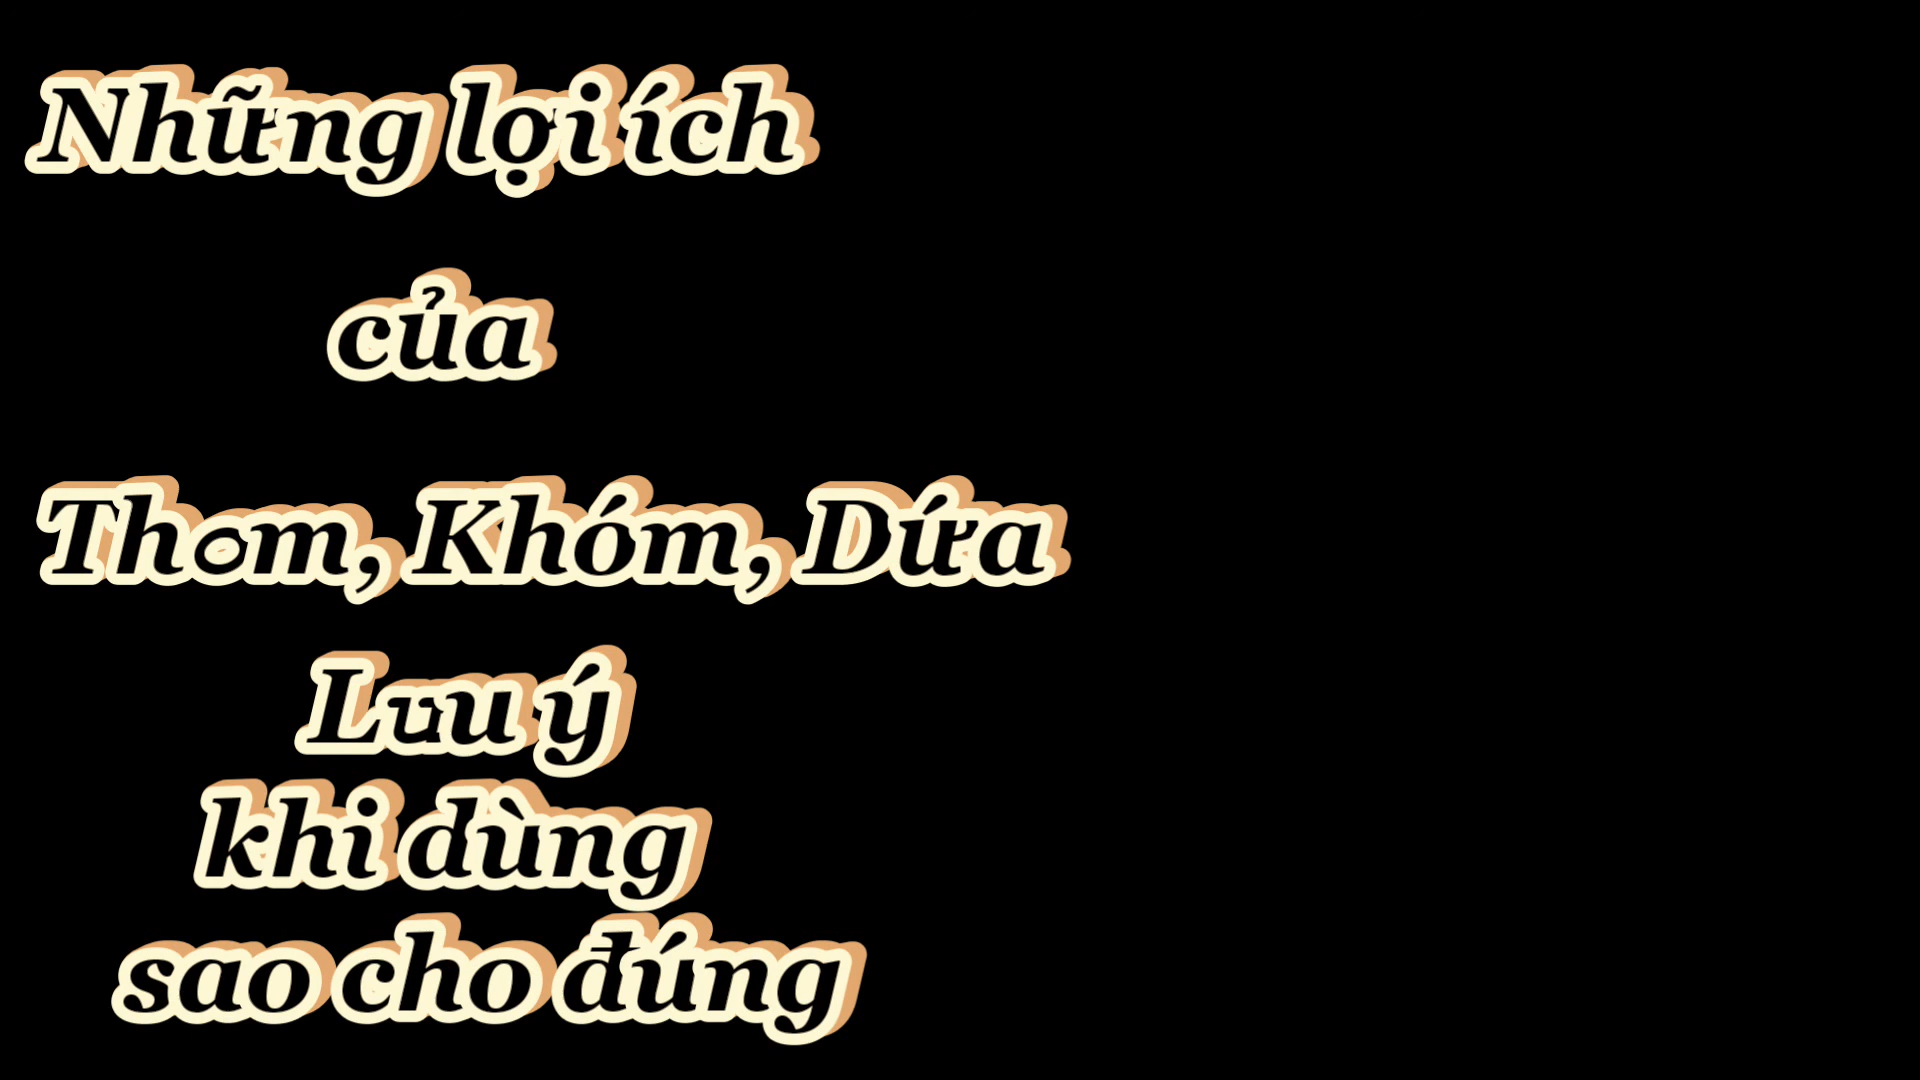 Những lợi ích
của
Thơm, Khóm, Dứa
Lưu ý
khi dùng
sao cho đúng